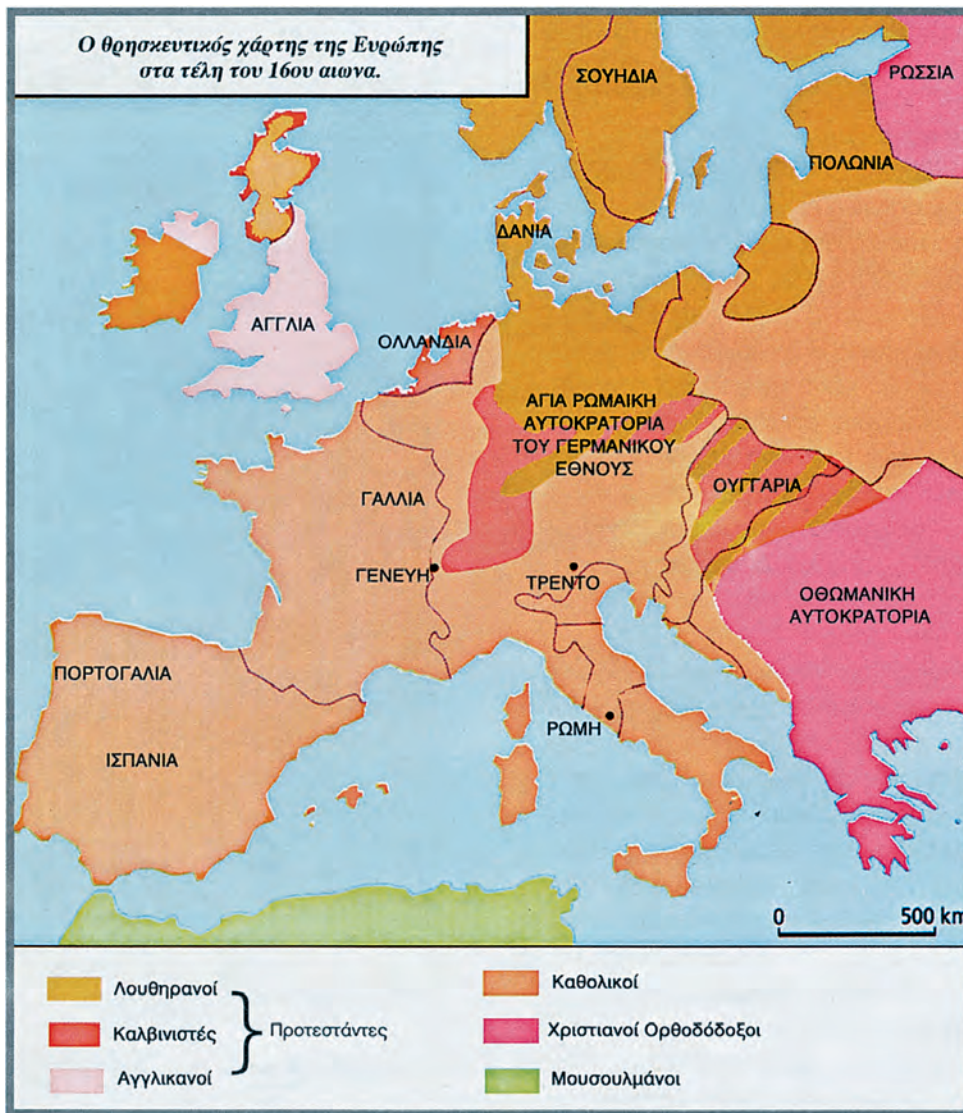 Ο θρησκευτικός χάρτης της Ευρώπης
στα τέλη του 16ου αιωνα.
ΣΟΥΗΔΙΑ
ΡΩΣΣΙΑ
ΠΟΛΩΝΙΑ
ΔΑΝΙΑ
ΑΓΓΛΙΑ
ΟΛΛΑΝΔΙΑ
ΑΓΙΑ ΡΩΜΑΙΚΗ
ΑΥΤΟΚΡΑΤΟΡΙΑ
ΤΟΥ ΓΕΡΜΑΝΙΚΟΥ
ΕΘΝΟΥΣ
ΟΥΓΓΑΡΙΑ
ΓΑΛΛΙΑ
ΓΕΝΕΥΗ
ΤΡΕΝΤΟ
ΟΘΩΜΑΝΙΚΗ
ΑΥΤΟΚΡΑΤΟΡΙΑ
ΠΟΡΤΟΓΑΛΙΑ
ΙΣΠΑΝΙΑ
ΡΩΜΗ
0 500 km
Λουθηρανοί
Καλβινιστές
Αγγλικανοί
Προτεστάντες
Καθολικοί
Χριστιανοί Ορθοδόδοξοι
Μουσουλμάνοι